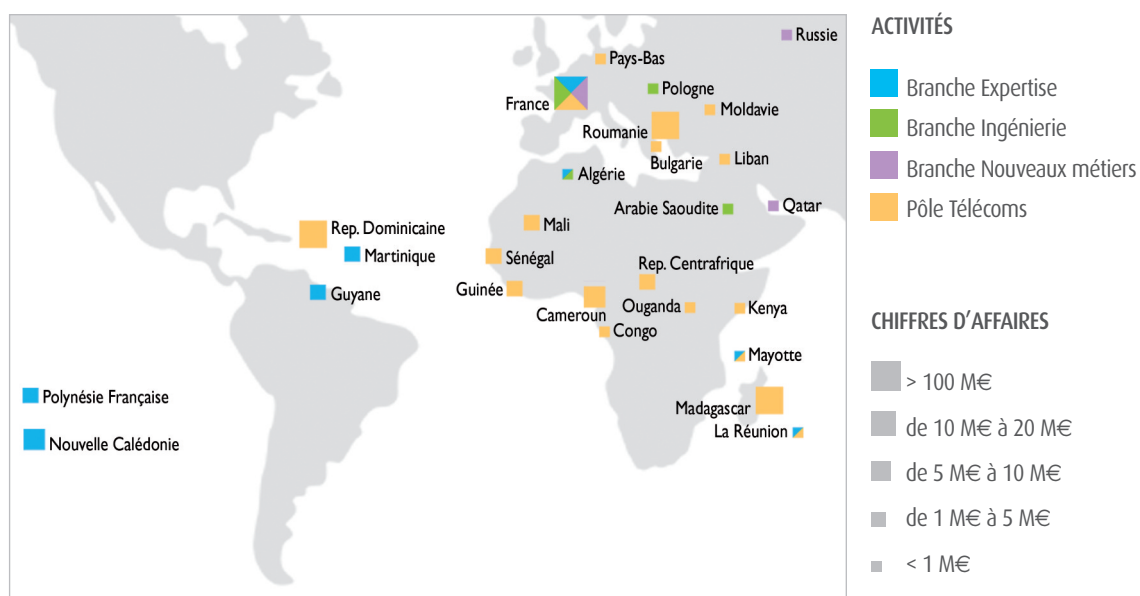 Russie
Pays-Bas
Pologne
France
Moldavie
Roumanie
Bulgarie
Liban
Algérie
Arabie Saoudite
Qatar
Rep. Dominicaine
Mali
Martinique
Sénégal
Rep. Centrafrique
Guinée
Guyane
Cameroun
Ouganda
Kenya
Congo
Mayotte
Polynésie Française
Madagascar
La Réunion
Nouvelle Calédonie
ACTIVITÉS
Branche Expertise
Branche Ingénierie
Branche Nouveaux métiers
Pôle Télécoms
CHIFFRES D’AFFAIRES
> 100 M€
de 10 M€ à 20 M€
de 5 M€ à 10 M€
de 1 M€ à 5 M€
< 1 M€